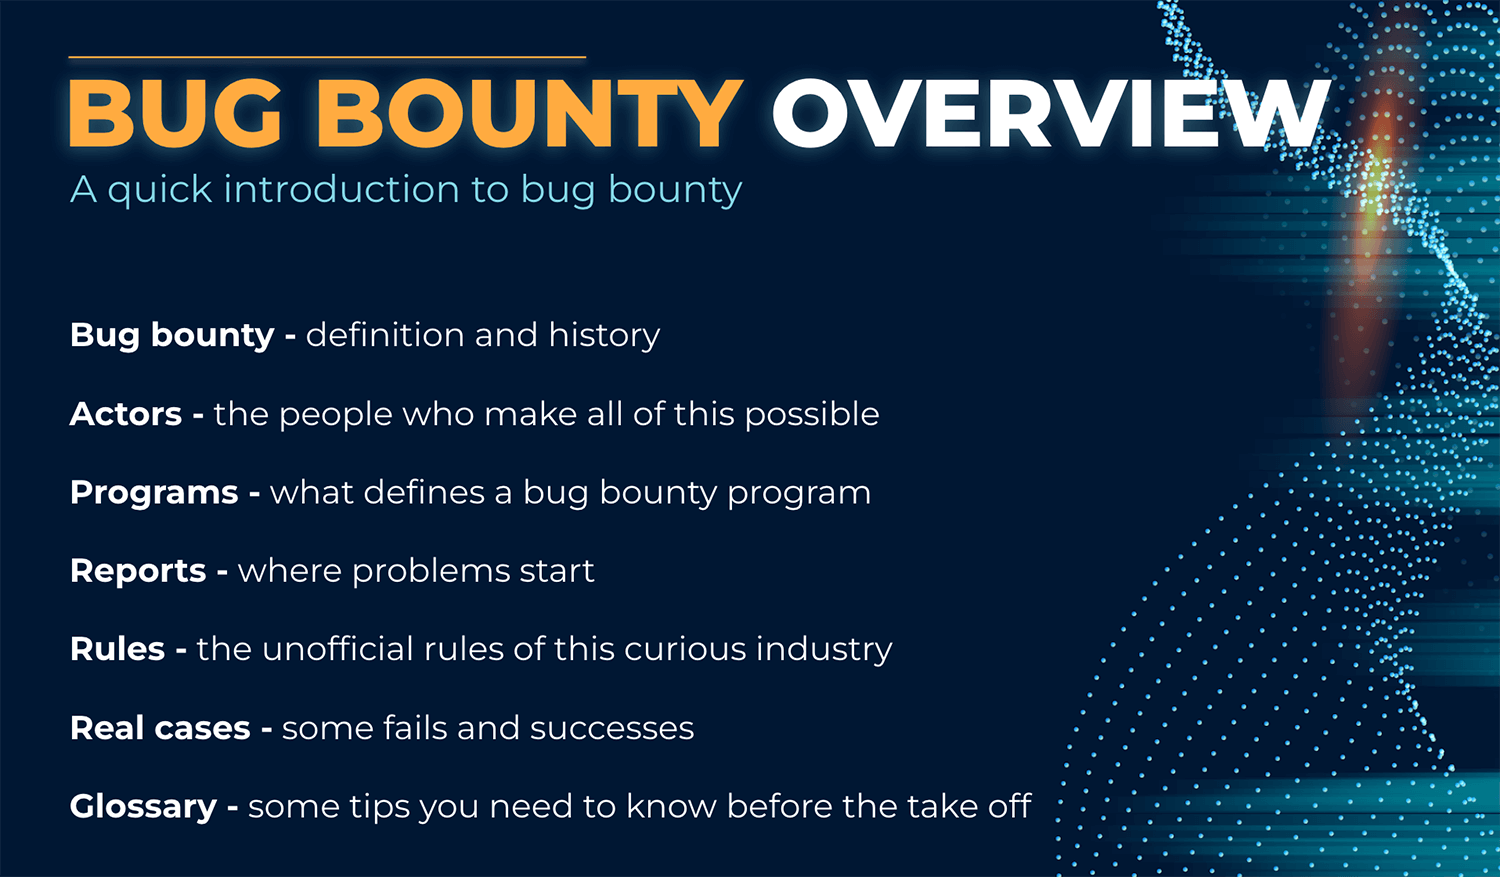 BUG BOUNTY OVERVIEW
A quick introduction to bug bounty
Bug bounty - definition and history
Actors - the people who make all of this possible
Programs - what defines a bug bounty program
Reports - where problems start
Rules - the unofficial rules of this curious industry
Real cases - some fails and successes
Glossary - some tips you need to know before the take off